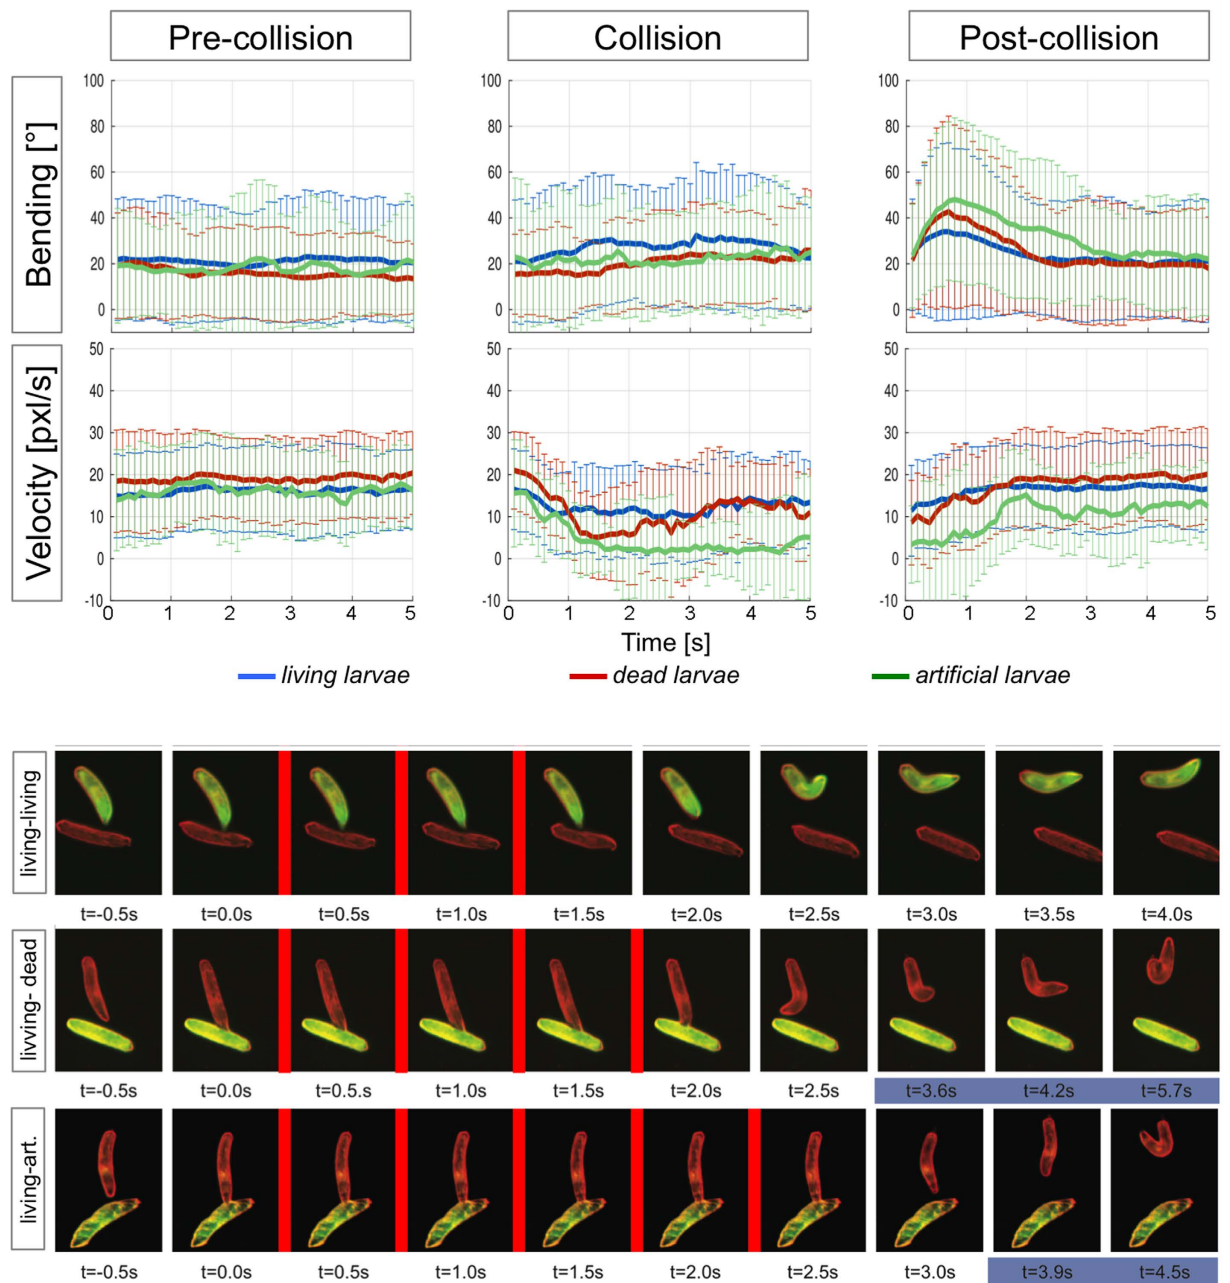 Pre-collision Collision Post-collision
Bending [°]
100 100 100
80 80 80
60 60 60
40 40 40
20 20 20
0 0 0
Velocity [pxl/s]
50 50 50
40 40 40
30 30 30
20 20 20
10 10 10
0 0 0
-10 -10 -10
0 1 2 3 4 5 0 1 2 3 4 5 0 1 2 3 4 5
Time [s]
living larvae dead larvae artificial larvae
living-living
t=-0.5s t=0.0s t=0.5s t=1.0s t=1.5s t=2.0s t=2.5s t=3.0s t=3.5s t=4.0s
livving- dead
t=-0.5s t=0.0s t=0.5.s t=1.0s t=1.5s t=2.0s t=2.5s t=3.6s t=4.2s t=5.7s
living-art.
t=-0.5s t=0.0s t=0.5s t=1.0s t=1.5s t=2.0s t=2.5s t=3.0s t=3.9s t=4.5s